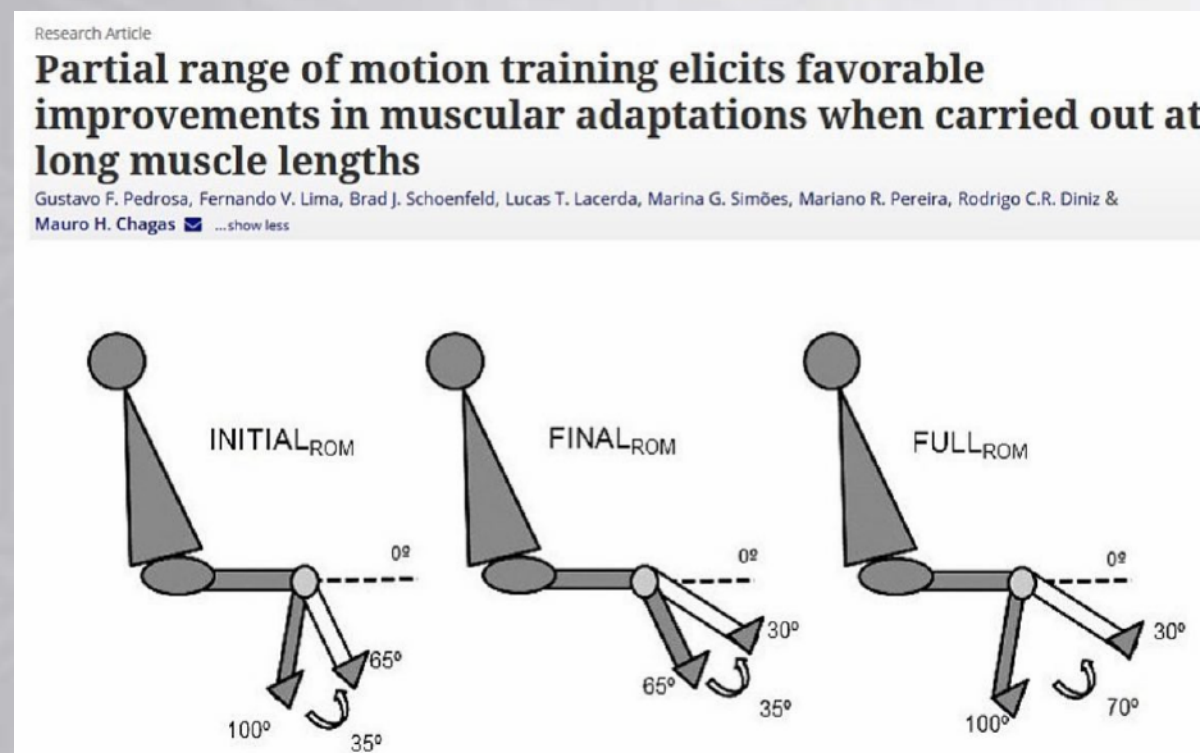 Research Article
Partial range of motion training elicits favorable
improvements in muscular adaptations when carried out at
long muscle lengths
Gustavo F. Pedrosa, Fernando V. Lima, Brad J. Schoenfeld, Lucas T. Lacerda, Marina G. Simões, Mariano R. Pereira, Rodrigo C.R. Diniz &
Mauro H. Chagas ...show less
INITIALROM
0º
65º
100º
35º
FINALROM
0º
30º
65º
35º
FULLROM
0º
30º
100º
70º